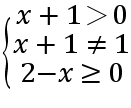 x + 1 > 0
x + 1 ≠ 1
2−x ≥ 0